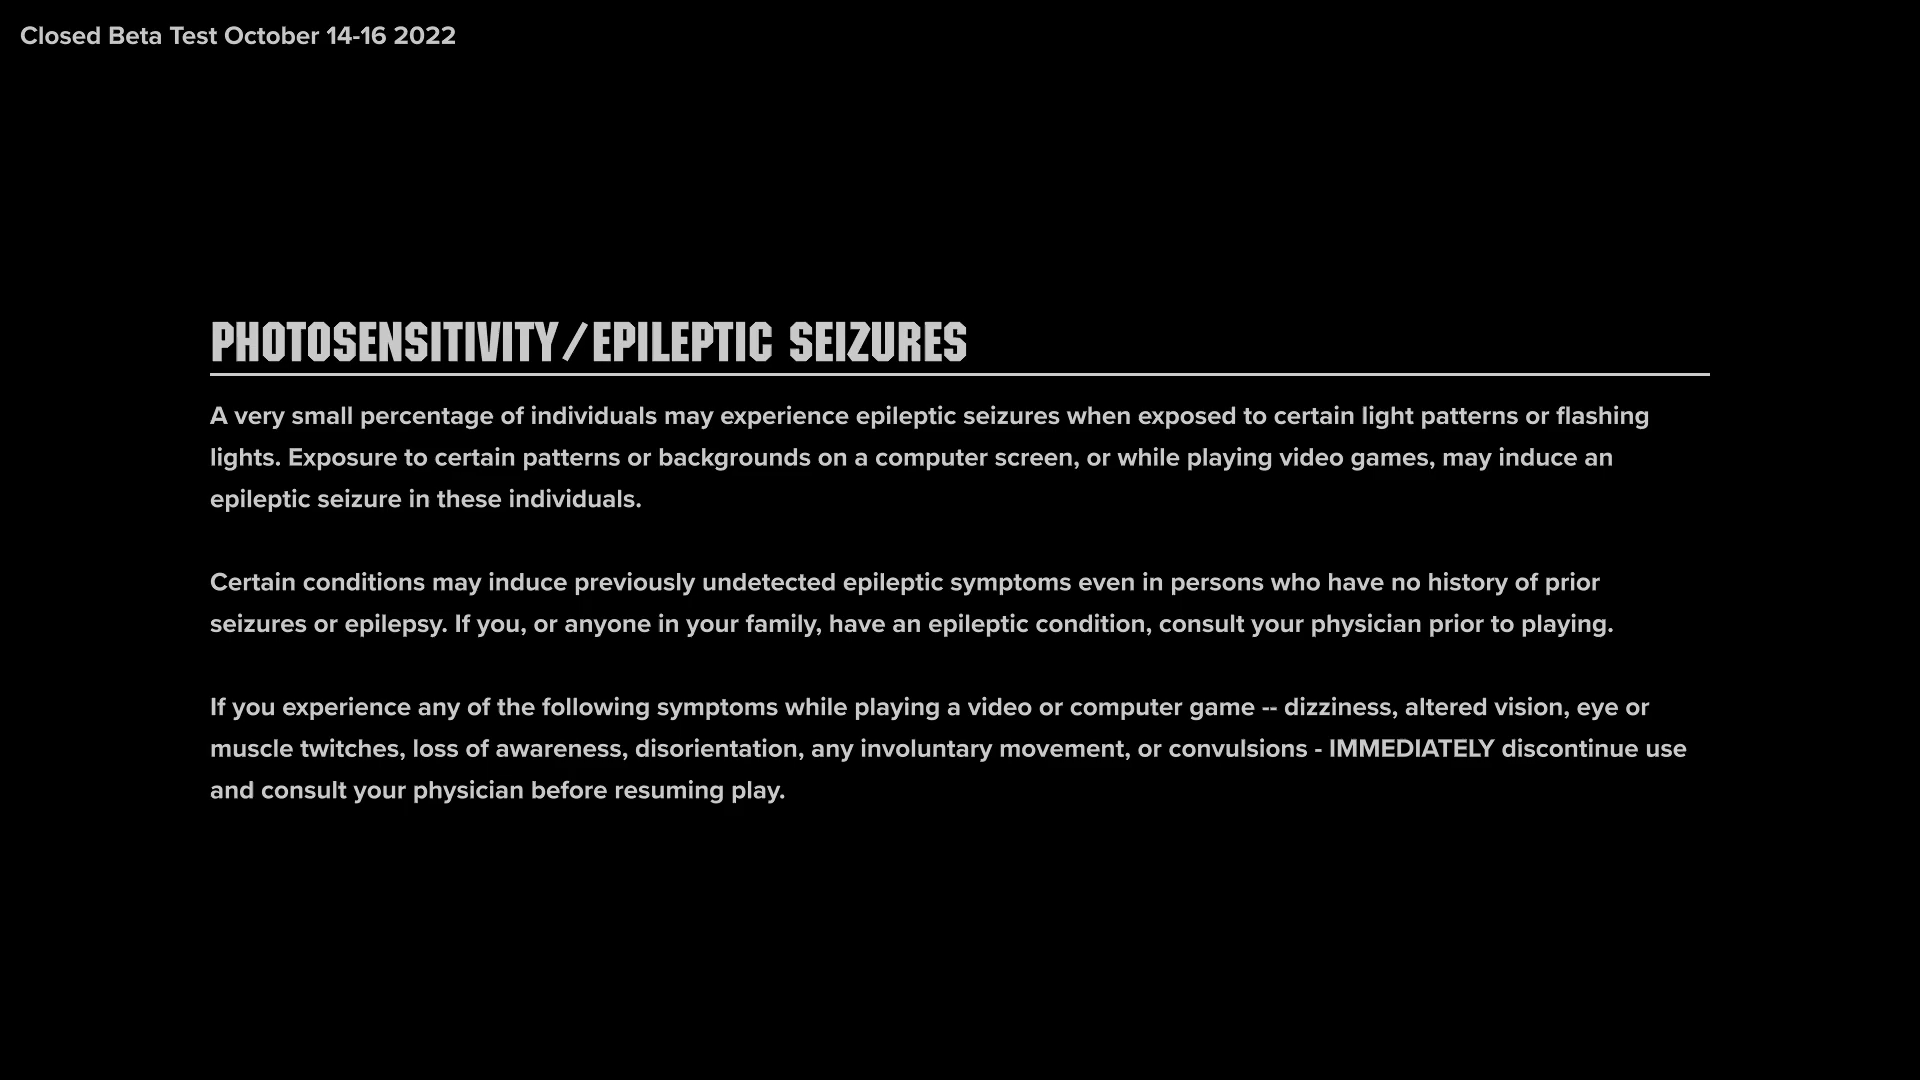 Closed Beta Test October 14-16 2022
PHOTOSENSITIVITY/EPILEPTIC SEIZURES
A very small percentage of individuals may experience epileptic seizures when exposed to certain light patterns or flashing
lights. Exposure to certain patterns or backgrounds on a computer screen, or while playing video games, may induce an
epileptic seizure in these individuals.
Certain conditions may induce previously undetected epileptic symptoms even in persons who have no history of prior
seizures or epilepsy. If you, or anyone in your family, have an epileptic condition, consult your physician prior to playing.
If you experience any of the following symptoms while playing a video or computer game -- dizziness, altered vision, eye or
muscle twitches, loss of awareness, disorientation, any involuntary movement, or convulsions - IMMEDIATELY discontinue use
and consult your physician before resuming play.